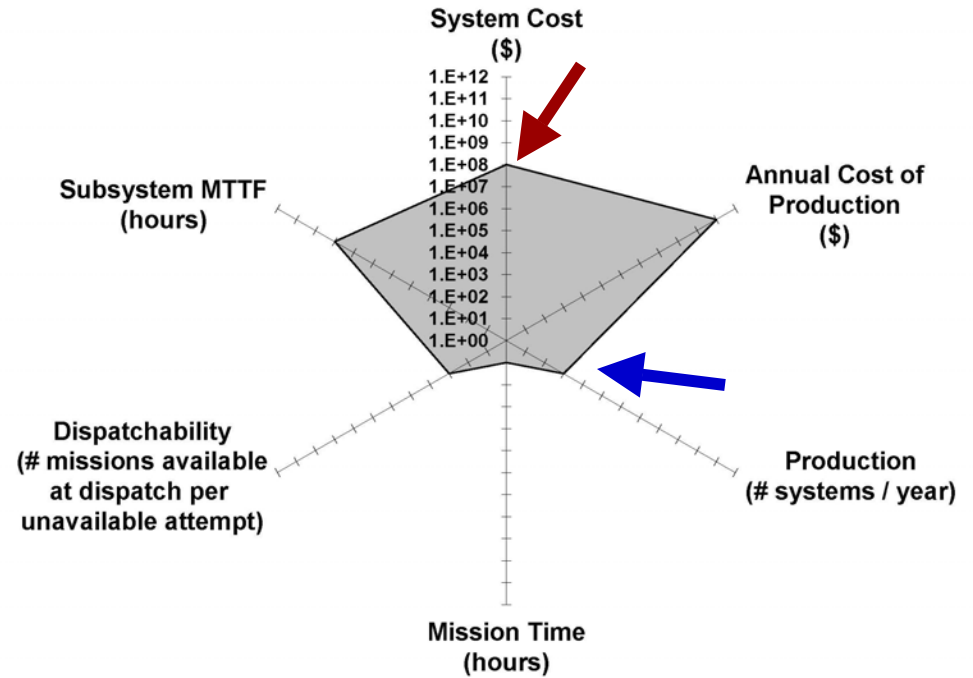 System Cost
($)
1.E+12
1.E+11
1.E+10
1.E+09
1.E+08
1.E+07
1.E+06
1.E+05
1.E+04
1.E+03
1.E+02
1.E+01
1.E+00
Annual Cost of
Production
($)
Production
(# systems / year)
Mission Time
(hours)
Dispatchability
(# missions available
at dispatch per
unavailable attempt)
Subsystem MTTF
(hours)